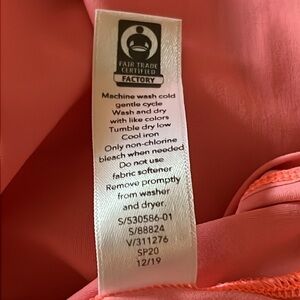 FAIR TRADE
CERTIFIED
FACTORY
Machine wash cold
gentle cycle
Wash and dry
with like colors
Tumble dry low
Cool iron
Only non-chlorine
bleach when needed
Do not use
fabric softener
Remove promptly
from washer
and dryer.
S/S30586-01
S/88824
V/311276
SP20
12/19